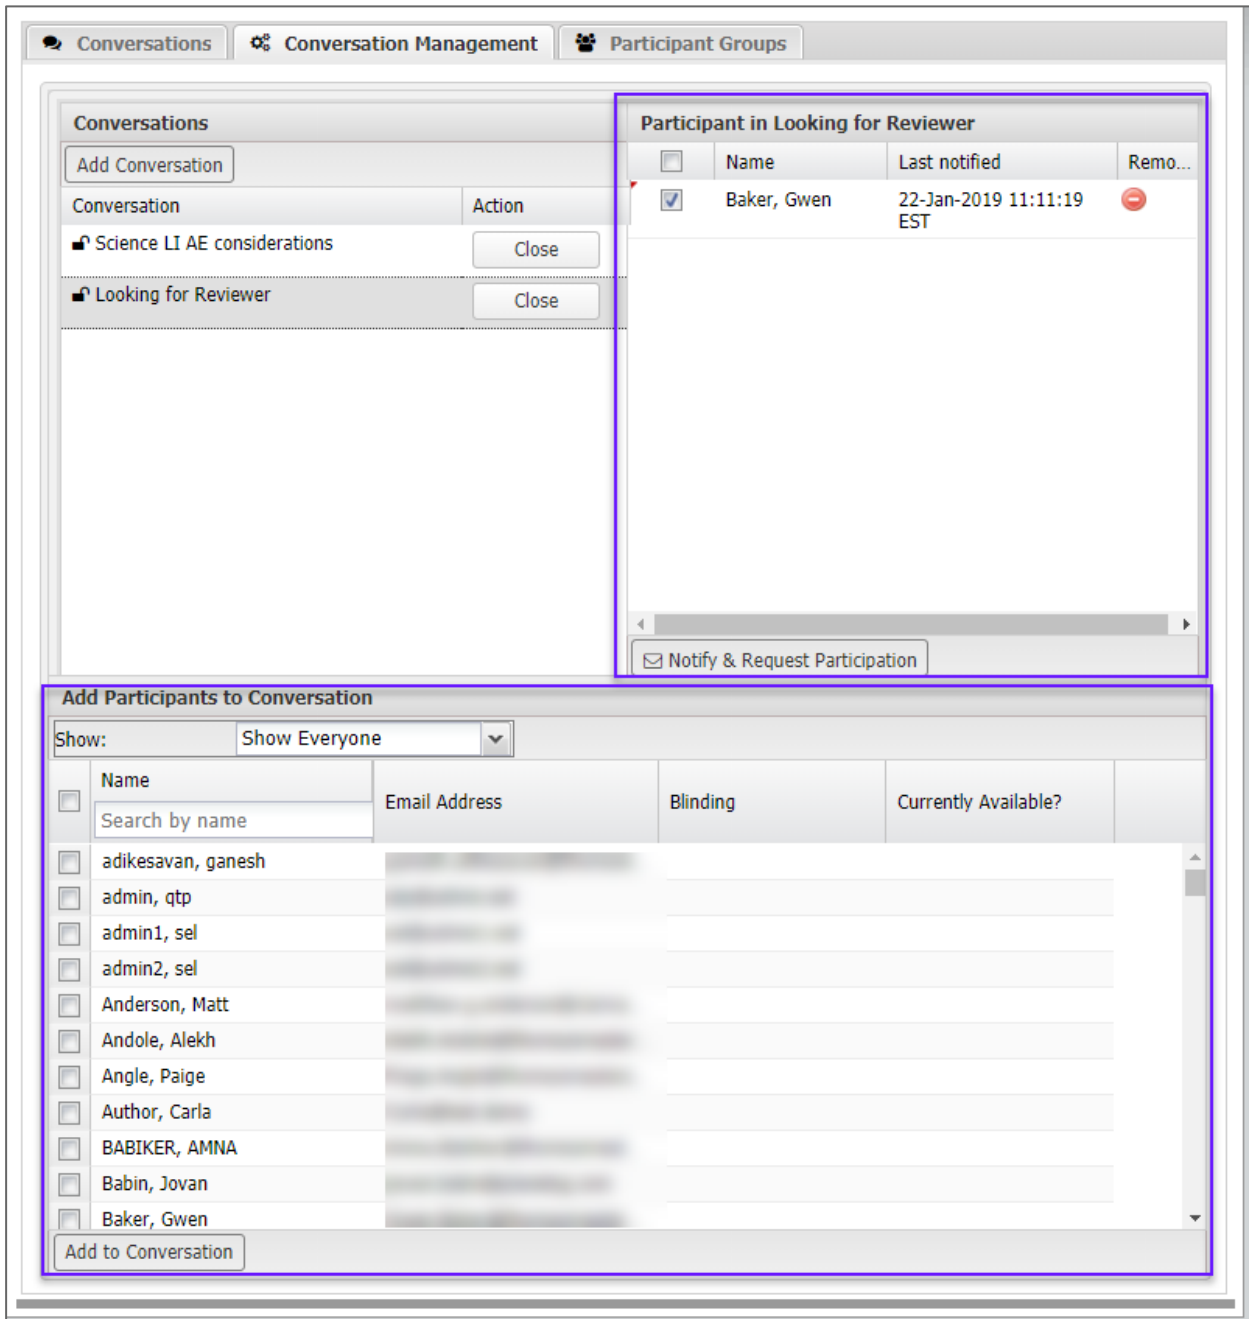 Conversations
Conversation Management
Participant Groups
Conversations
Add Conversation
Conversation
Action
Science LI AE considerations
Close
Looking for Reviewer
Close
Participant in Looking for Reviewer
Name
Last notified
Remo...
Baker, Gwen
22-Jan-2019 11:11:19
EST
Notify & Request Participation
Add Participants to Conversation
Show:
Show Everyone
Name
Search by name
Email Address
Blinding
Currently Available?
adikesavan, ganesh
admin, qtp
admin1, sel
admin2, sel
Anderson, Matt
Andole, Alekh
Angle, Paige
Author, Carla
BABIKER, AMNA
Babin, Jovan
Baker, Gwen
Add to Conversation